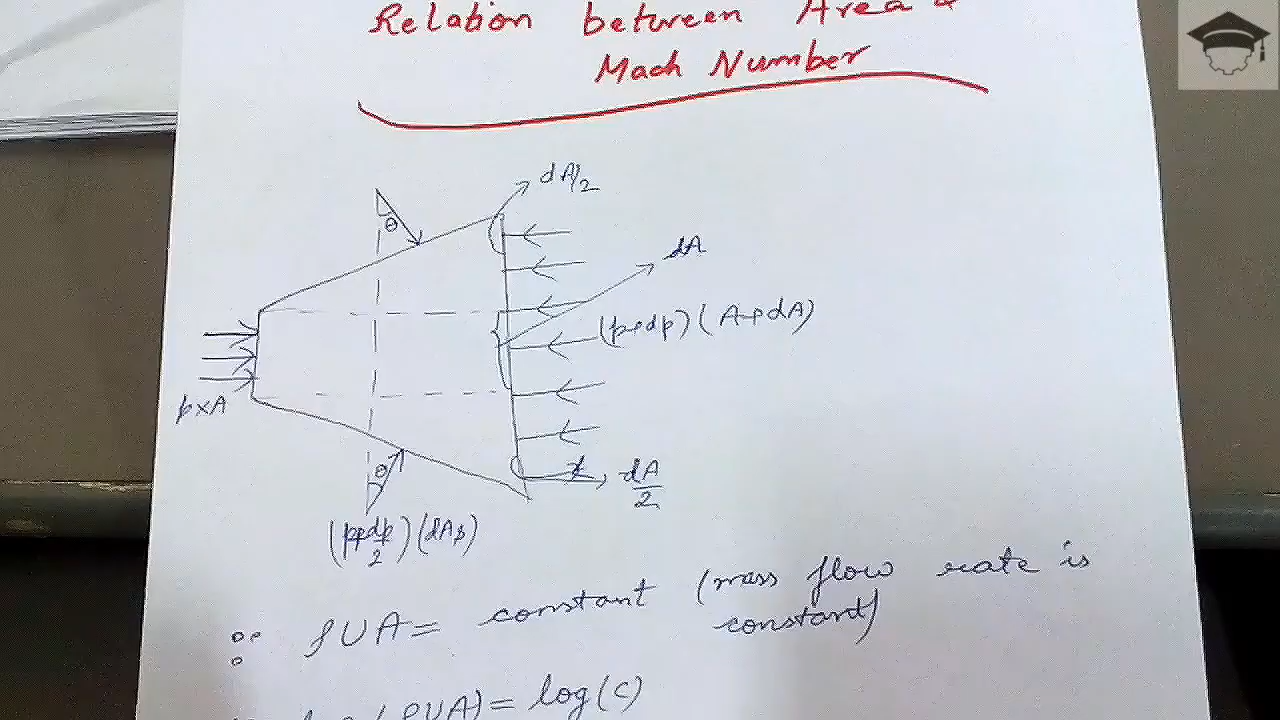 Relation between Area &
Mach Number
dA/2
θ
dA
(p+dp)(A+dA)
p×A
θ
dA/2
(p+dp/2)(dAs)
∵ ρUA = constant (mass flow rate is
constant)
(ρUA) = log(c)